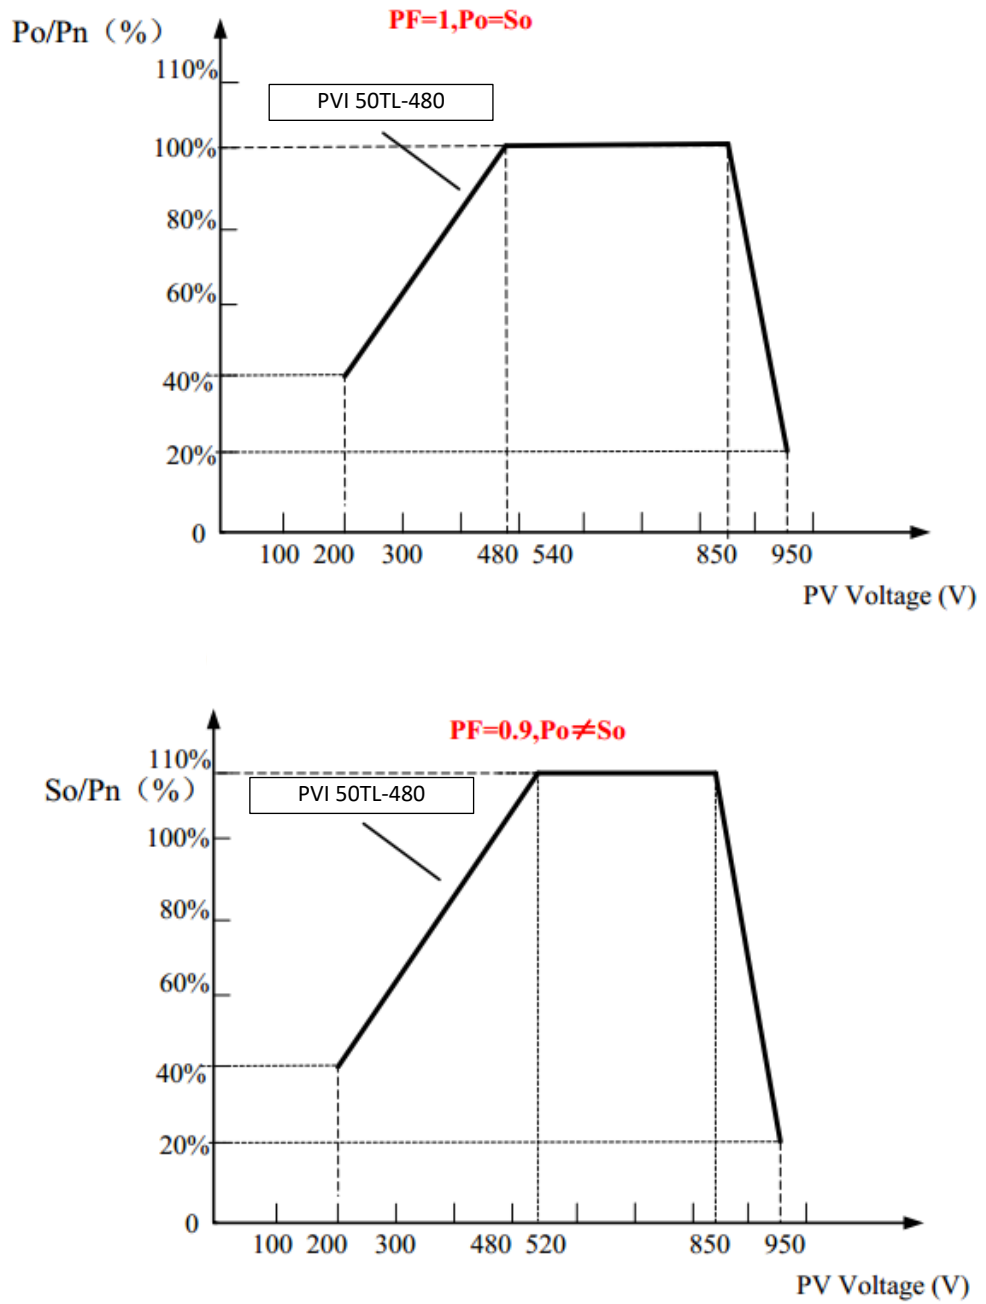 PF=1,Po=So
Po/Pn（%）
110%
PVI 50TL-480
100%
80%
60%
40%
20%
0
100 200 300 480 540 850 950
PV Voltage (V)
PF=0.9,Po≠So
110%
So/Pn（%）
PVI 50TL-480
100%
80%
60%
40%
20%
0
100 200 300 480 520 850 950
PV Voltage (V)